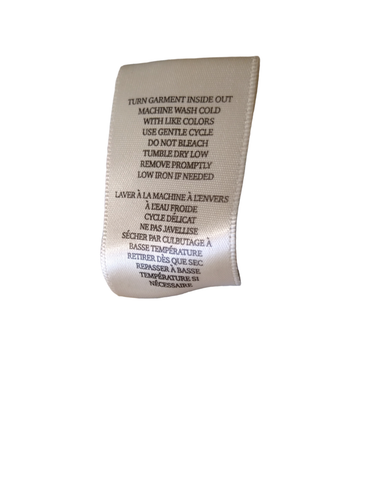 TURN GARMENT INSIDE OUT
MACHINE WASH COLD
WITH LIKE COLORS
USE GENTLE CYCLE
DO NOT BLEACH
TUMBLE DRY LOW
REMOVE PROMPTLY
LOW IRON IF NEEDED
LAVER À LA MACHINE À L'ENVERS
À L'EAU FROIDE
CYCLE DÉLICAT
NE PAS JAVELLISE
SÉCHER PAR CULBUTAGE À
BASSE TEMPÉRATURE
RETIRER DÈS QUE SEC
REPASSER À BASSE
TEMPÉRATURE SI
NÉCESSAIRE